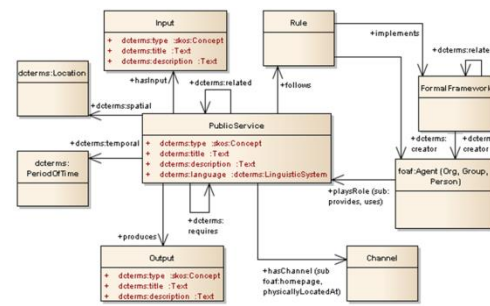 Input
+ dcterms:type :skos:Concept
+ dcterms:title :Text
+ dcterms:description :Text
Rule
+implements
+dcterms:relate
dcterms:Location
+hasInput
+dcterms:related
+follows
FormalFramework
+dcterms:spatial
PublicService
+ dcterms:type :skos:Concept
+ dcterms:title :Text
+ dcterms:description :Text
+ dcterms:language :dcterms:LinguisticSystem
+dcterms:temporal
+dcterms:
creator
+dcterms:
creator
dcterms:
PeriodOfTime
foaf:Agent (Org, Group,
Person)
+playsRole (sub:
provides, uses)
+produces
+dcterms:
requires
Output
+ dcterms:type :skos:Concept
+ dcterms:title :Text
+ dcterms:description :Text
+hasChannel (sub
foaf:homepage,
physicallyLocatedAt)
Channel